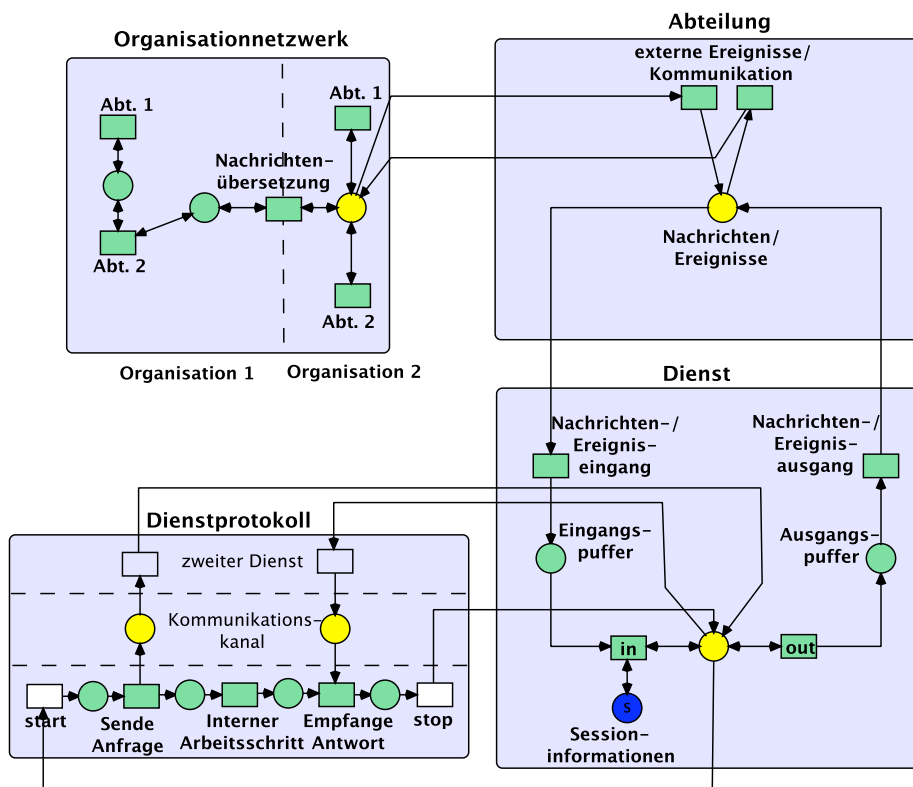 Organisationnetzwerk
Abt. 1
Abt. 1
Nachrichten-
übersetzung
Abt. 2
Abt. 2
Organisation 1
Organisation 2
Abteilung
externe Ereignisse/
Kommunikation
Nachrichten/
Ereignisse
Dienst
Nachrichten-/
Ereignis-
eingang
Nachrichten-/
Ereignis-
ausgang
Eingangs-
puffer
Ausgangs-
puffer
in
out
s
Session-
informationen
Dienstprotokoll
zweiter Dienst
Kommunikations-
kanal
start
Sende
Anfrage
Interner
Arbeitsschritt
Empfange
Antwort
stop